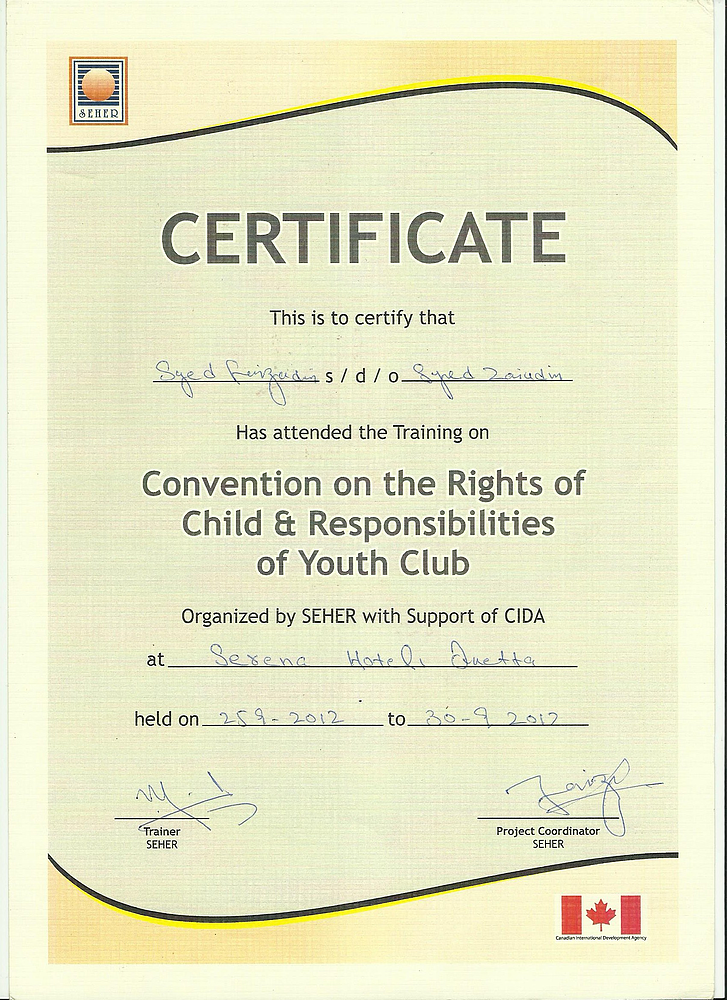 SEHER
CERTIFICATE
This is to certify that
Syed s / d / o Syed Zaiudin
Has attended the Training on
Convention on the Rights of
Child & Responsibilities
of Youth Club
Organized by SEHER with Support of CIDA
at Serena Hotel Quetta
held on 25 9 - 2012 to 30 - 9 2012
Trainer
SEHER
Project Coordinator
SEHER
Canadian International Development Agency